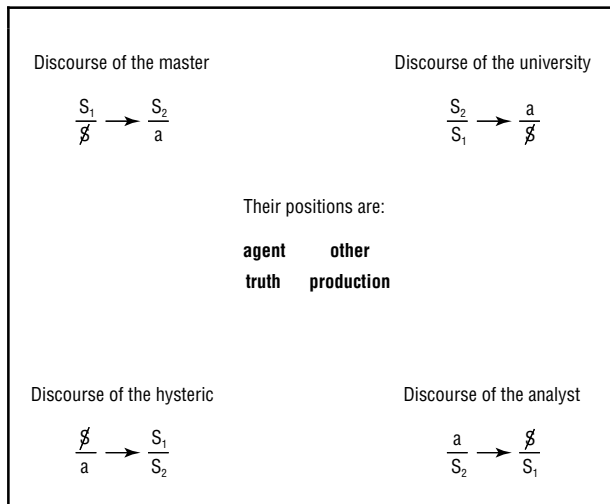 Discourse of the master Discourse of the university
S₁ S₂ S₂ a
$ a S₁ $
Their positions are:
agent other
truth production
Discourse of the hysteric Discourse of the analyst
$ S₁ a $
a S₂ S₂ S₁